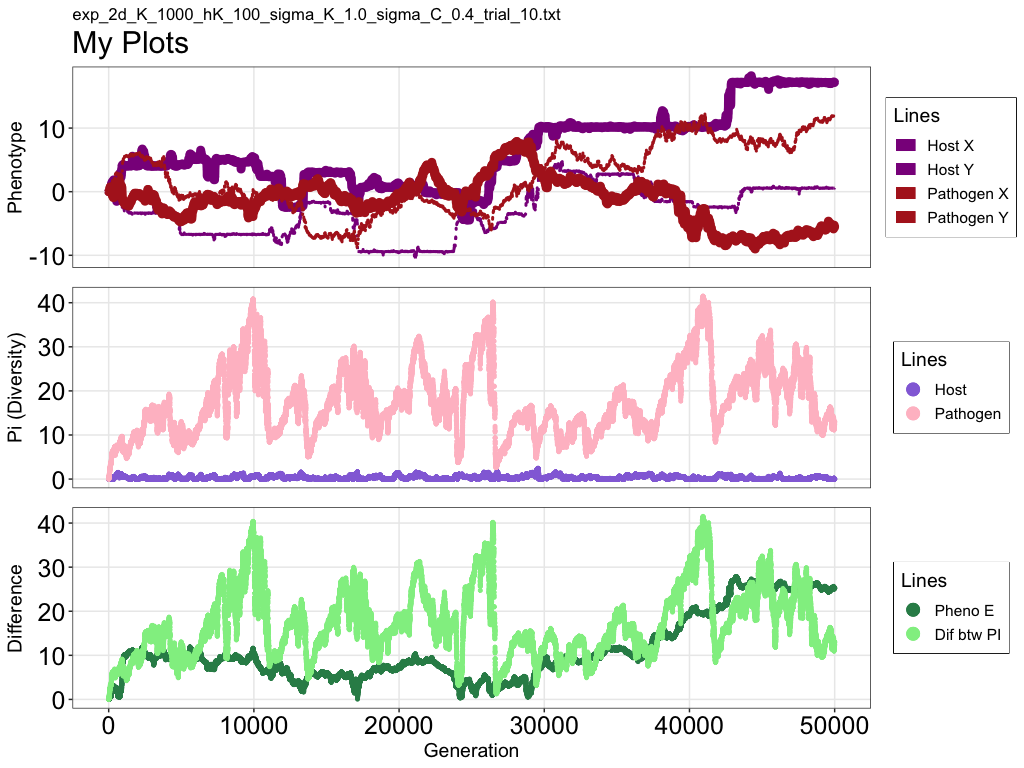 exp_2d_K_1000_hK_100_sigma_K_1.0_sigma_C_0.4_trial_10.txt
My Plots
Phenotype
10
0
-10
Lines
Host X
Host Y
Pathogen X
Pathogen Y
Pi (Diversity)
40
30
20
10
0
Lines
Host
Pathogen
Difference
40
30
20
10
0
Lines
Pheno E
Dif btw PI
0 10000 20000 30000 40000 50000
Generation